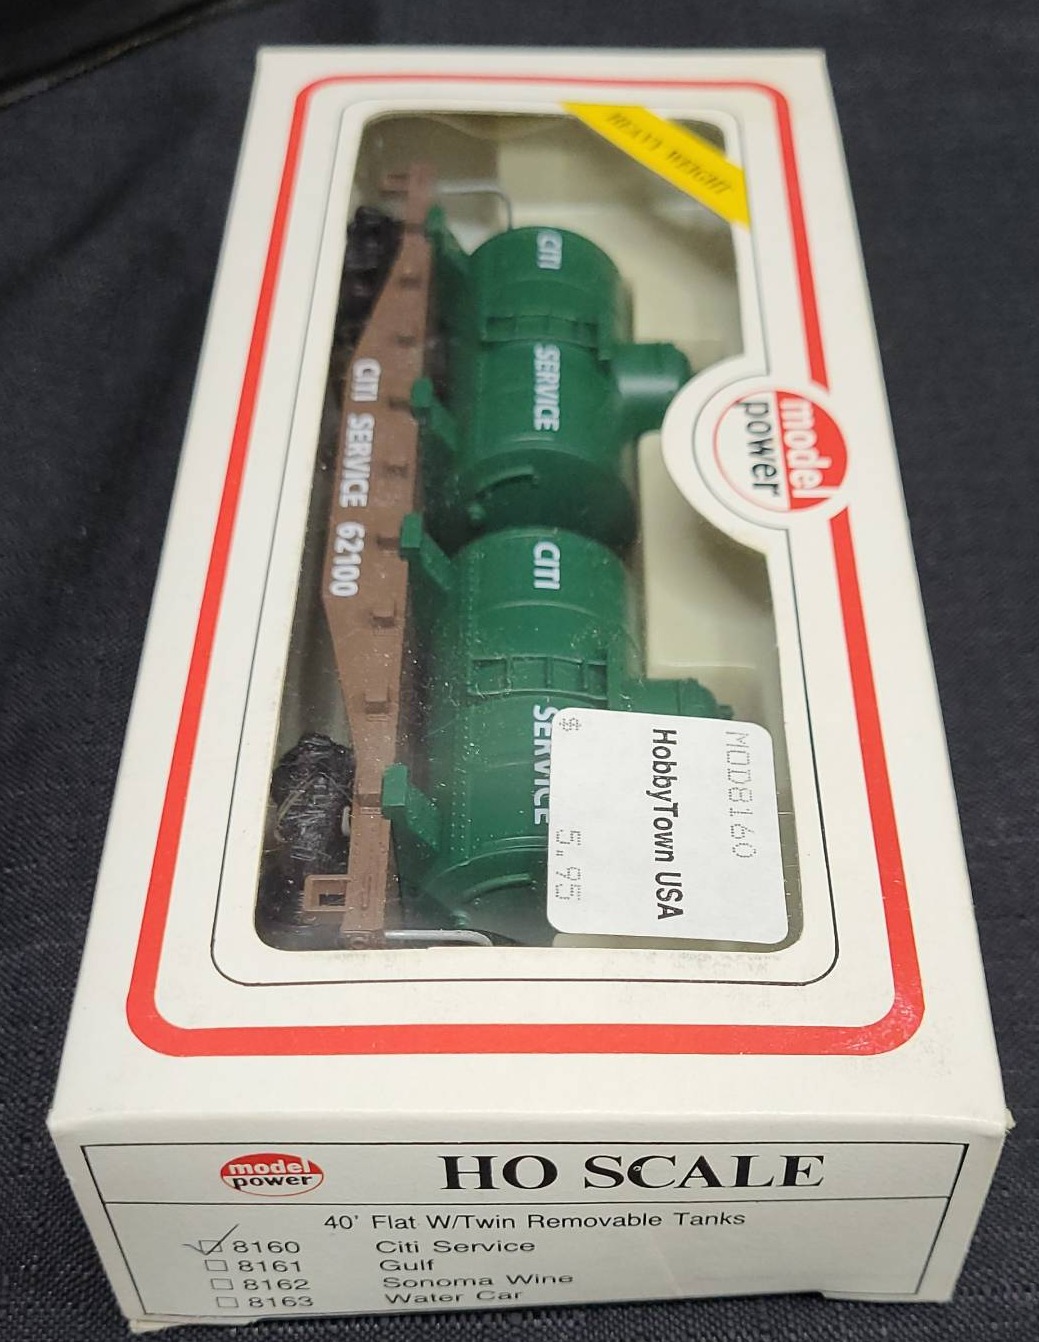 HEAVY WEIGHT
model
power
CITI
SERVICE
CITI
SERVICE
CITI SERVICE 62100
MOD8160
HobbyTown USA
$ 5.95
model
power
HO SCALE
40' Flat W/Twin Removable Tanks
8160 Citi Service
8161 Gulf
8162 Sonoma Wine
8163 Water Car